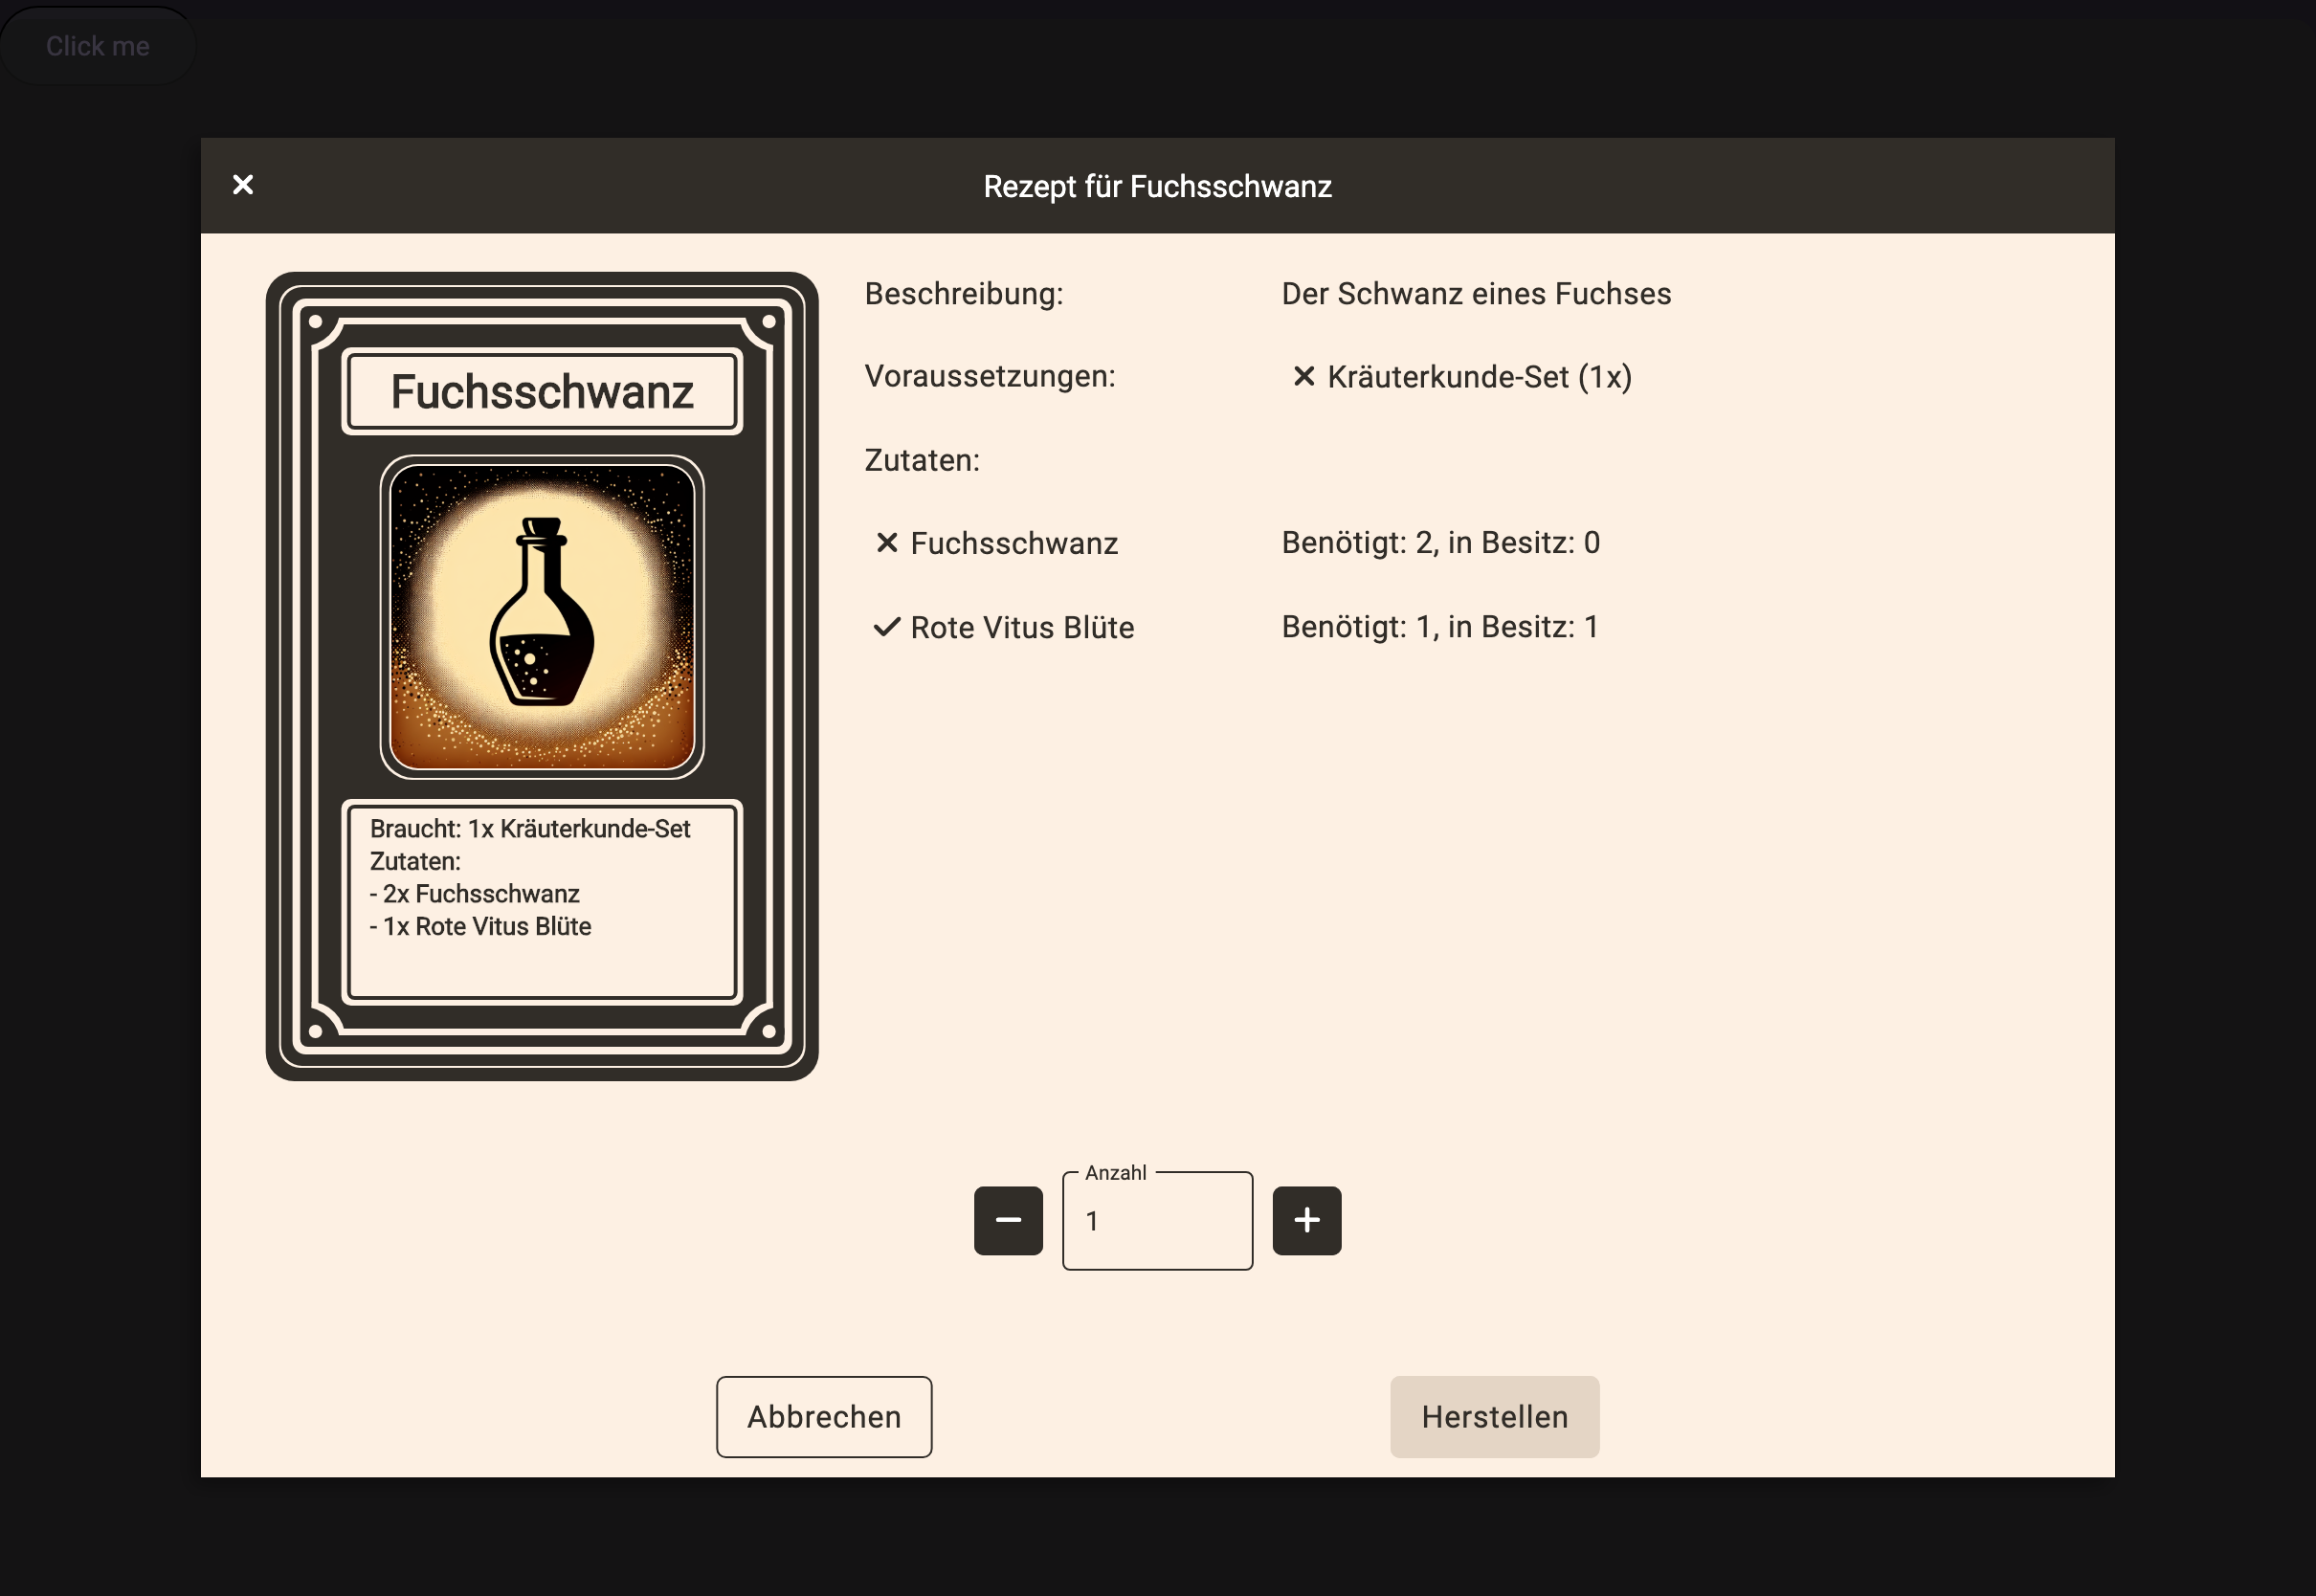 Click me
Rezept für Fuchsschwanz
Fuchsschwanz
Braucht: 1x Kräuterkunde-Set
Zutaten:
- 2x Fuchsschwanz
- 1x Rote Vitus Blüte
Beschreibung: Der Schwanz eines Fuchses
Voraussetzungen: Kräuterkunde-Set (1x)
Zutaten:
Fuchsschwanz Benötigt: 2, in Besitz: 0
Rote Vitus Blüte Benötigt: 1, in Besitz: 1
Anzahl
1
Abbrechen Herstellen